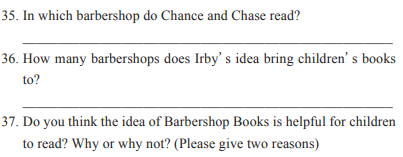 35. In which barbershop do Chance and Chase read?
36. How many barbershops does Irby’s idea bring children’s books
to?
37. Do you think the idea of Barbershop Books is helpful for children
to read? Why or why not? (Please give two reasons)